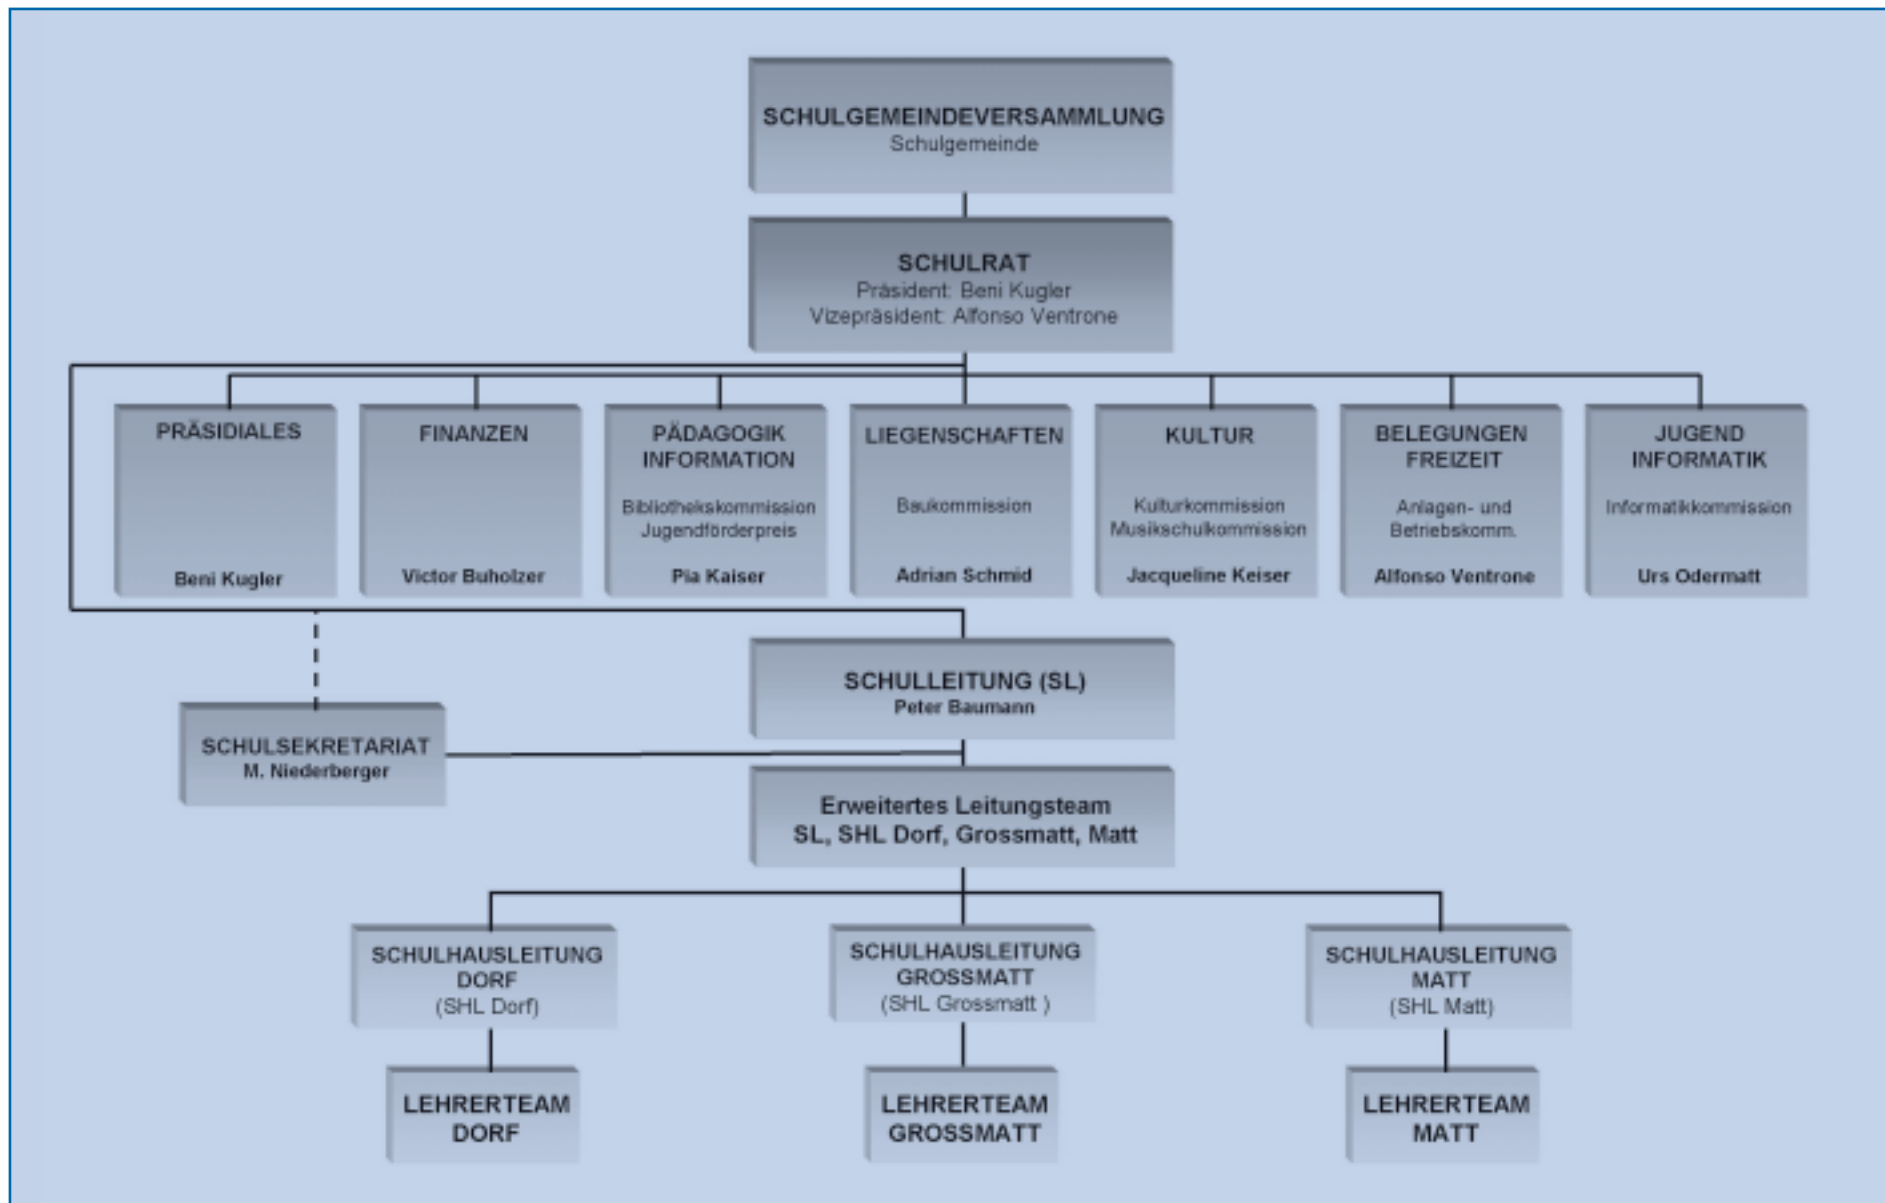 SCHULGEMEINDEVERSAMMLUNG
Schulgemeinde
SCHULRAT
Präsident: Beni Kugler
Vizepräsident: Alfonso Ventrone
PRÄSIDIALES
Beni Kugler
FINANZEN
Victor Buholzer
PÄDAGOGIK
INFORMATION
Bibliothekskommission
Jugendförderpreis
Pia Kaiser
LIEGENSCHAFTEN
Baukommission
Adrian Schmid
KULTUR
Kulturkommission
Musikschulkommission
Jacqueline Keiser
BELEGUNGEN
FREIZEIT
Anlagen- und
Betriebskomm.
Alfonso Ventrone
JUGEND
INFORMATIK
Informatikkommission
Urs Odermatt
SCHULLEITUNG (SL)
Peter Baumann
SCHULSEKRETARIAT
M. Niederberger
Erweitertes Leitungsteam
SL, SHL Dorf, Grossmatt, Matt
SCHULHAUSLEITUNG
DORF
(SHL Dorf)
SCHULHAUSLEITUNG
GROSSMATT
(SHL Grossmatt )
SCHULHAUSLEITUNG
MATT
(SHL Matt)
LEHRERTEAM
DORF
LEHRERTEAM
GROSSMATT
LEHRERTEAM
MATT